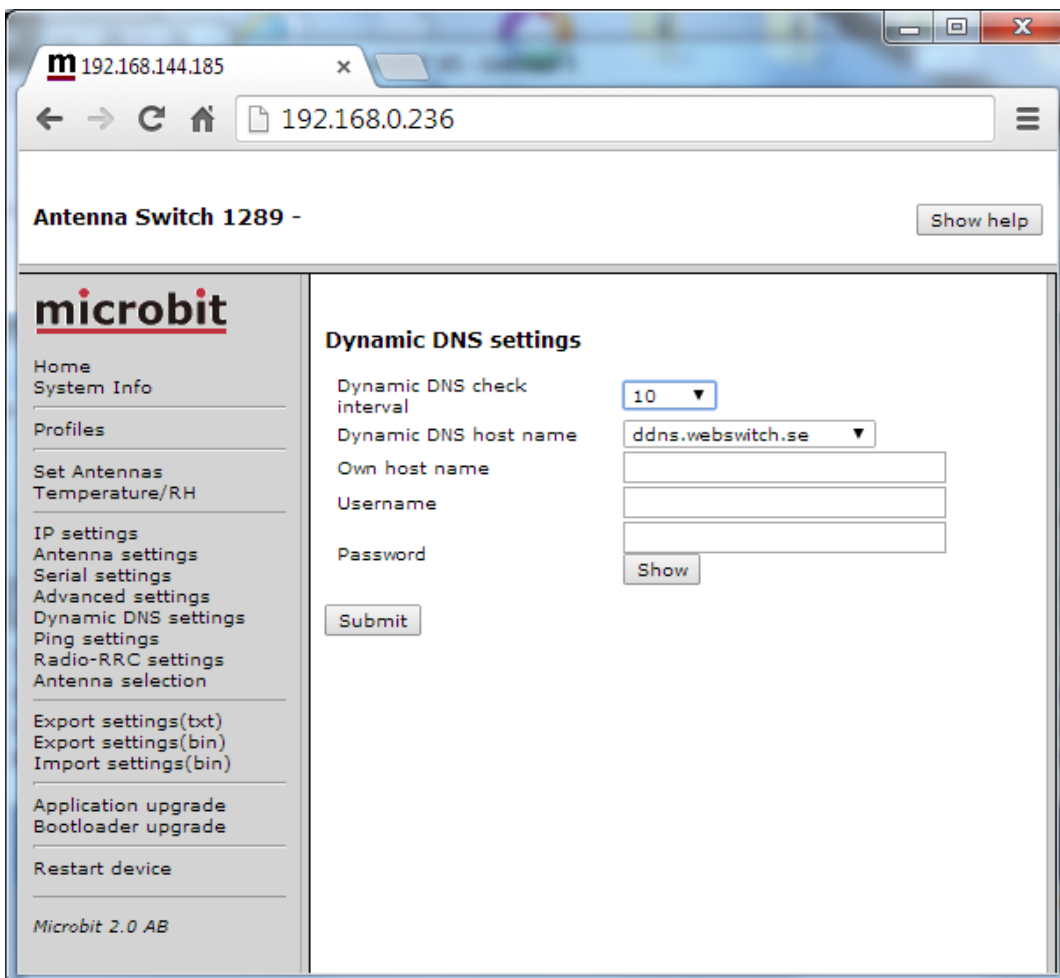 m 192.168.144.185
192.168.0.236
Antenna Switch 1289 -
Show help
microbit
Home
System Info
Profiles
Set Antennas
Temperature/RH
IP settings
Antenna settings
Serial settings
Advanced settings
Dynamic DNS settings
Ping settings
Radio-RRC settings
Antenna selection
Export settings(txt)
Export settings(bin)
Import settings(bin)
Application upgrade
Bootloader upgrade
Restart device
Microbit 2.0 AB
Dynamic DNS settings
Dynamic DNS check
interval
10
Dynamic DNS host name
ddns.webswitch.se
Own host name
Username
Password
Show
Submit